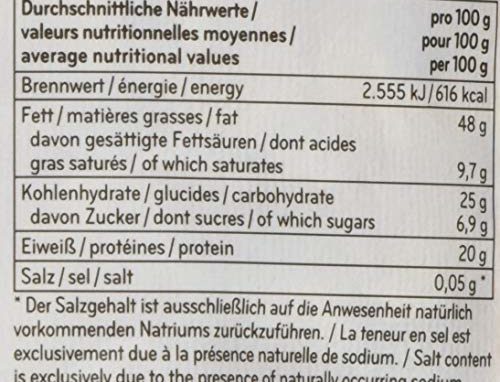 Durchschnittliche Nährwerte /
valeurs nutritionnelles moyennes /
average nutritional values
pro 100 g
pour 100 g
per 100 g
Brennwert / énergie / energy 2.555 kJ / 616 kcal
Fett / matières grasses / fat 48 g
davon gesättigte Fettsäuren / dont acides
gras saturés / of which saturates 9,7 g
Kohlenhydrate / glucides / carbohydrate 25 g
davon Zucker / dont sucres / of which sugars 6,9 g
Eiweiß / protéines / protein 20 g
Salz / sel / salt 0,05 g *
* Der Salzgehalt ist ausschließlich auf die Anwesenheit natürlich
vorkommenden Natriums zurückzuführen. / La teneur en sel est
exclusivement due à la présence naturelle de sodium. / Salt content
is exclusively due to the presence of naturally occurring sodium